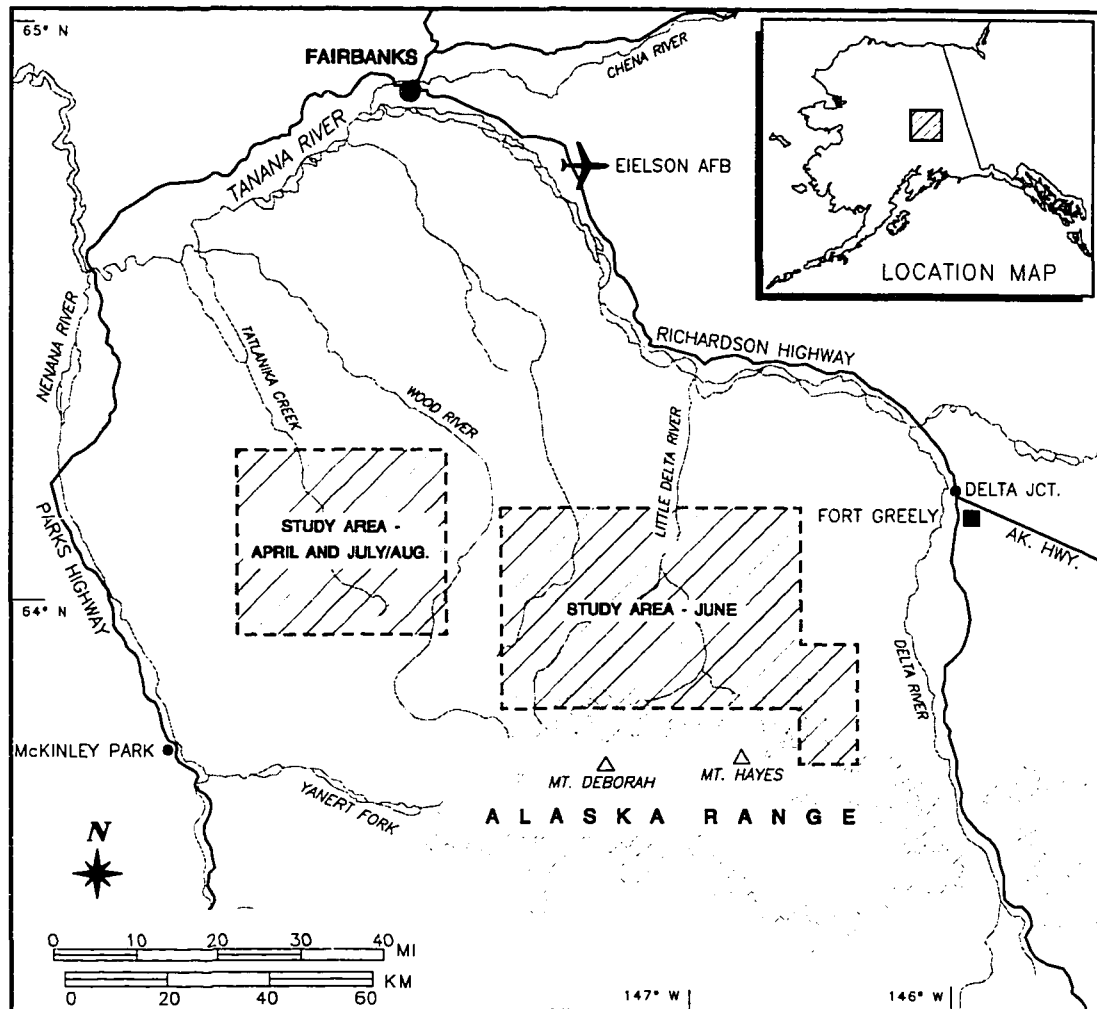 65° N
FAIRBANKS
CHENA RIVER
TANANA RIVER
EIELSON AFB
LOCATION MAP
NENANA RIVER
TATLANIKA CREEK
WOOD RIVER
RICHARDSON HIGHWAY
LITTLE DELTA RIVER
DELTA JCT.
FORT GREELY
AK. HWY.
STUDY AREA -
APRIL AND JULY/AUG.
PARKS HIGHWAY
64° N
STUDY AREA - JUNE
DELTA RIVER
McKINLEY PARK
MT. DEBORAH
MT. HAYES
YANERT FORK
ALASKA RANGE
N
0 10 20 30 40 MI
KM
0 20 40 60
147° W
146° W